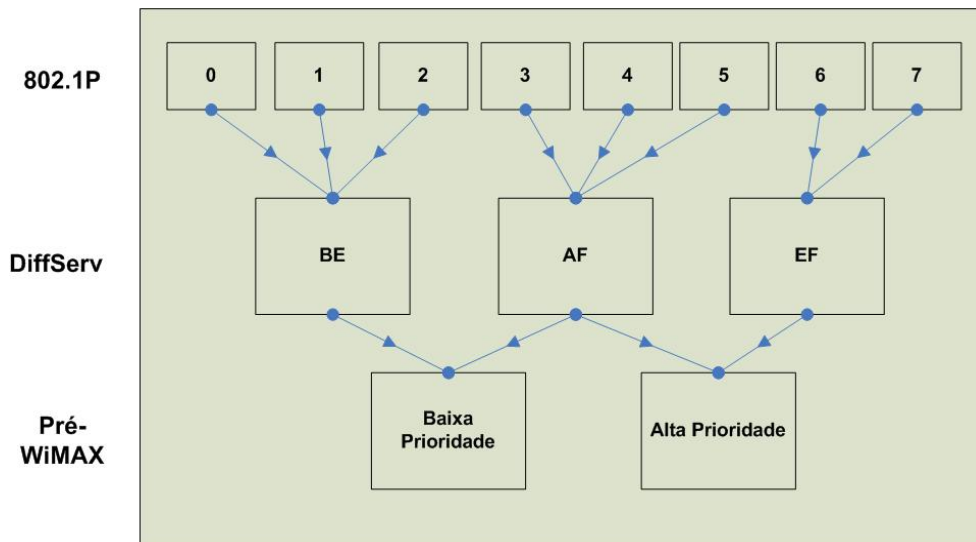 802.1P
0 1 2 3 4 5 6 7
DiffServ
BE AF EF
Pré-
WiMAX
Baixa
Prioridade
Alta Prioridade